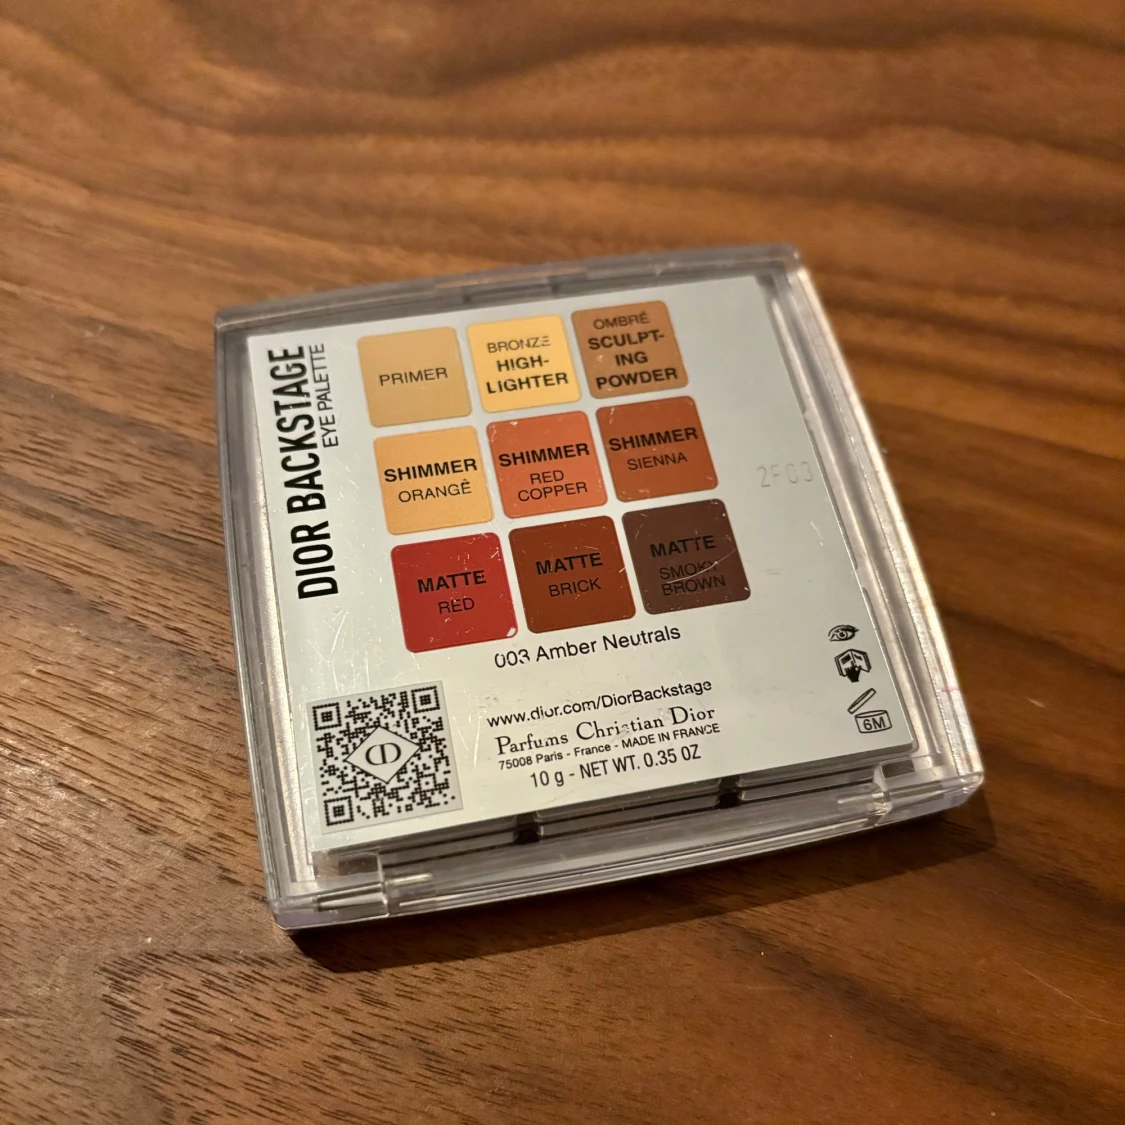 DIOR BACKSTAGE
EYE PALETTE
PRIMER
BRONZE
HIGH-
LIGHTER
OMBRÉ
SCULPT-
ING
POWDER
SHIMMER
ORANGE
SHIMMER
RED
COPPER
SHIMMER
SIENNA
MATTE
RED
MATTE
BRICK
MATTE
SMOKY
BROWN
003 Amber Neutrals
2F03
www.dior.com/DiorBackstage
Parfums Christian Dior
75008 Paris - France - MADE IN FRANCE
10 g - NET WT. 0.35 OZ
CD
6M